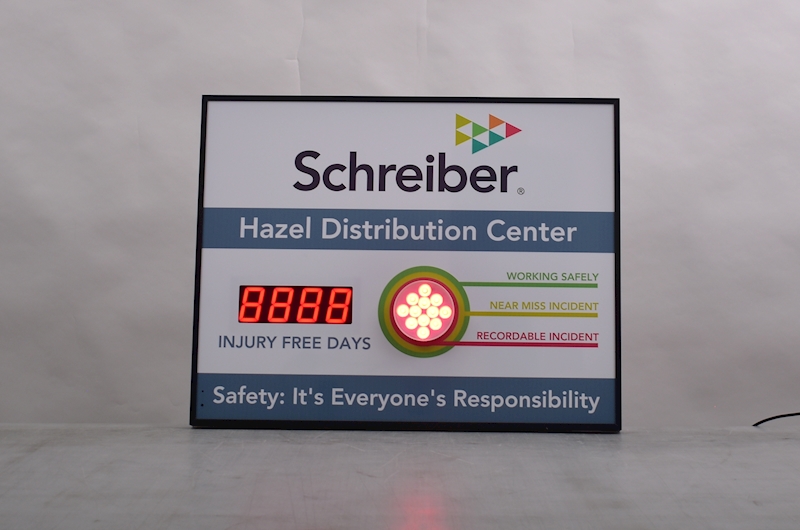 Schreiber®
Hazel Distribution Center
8888
INJURY FREE DAYS
WORKING SAFELY
NEAR MISS INCIDENT
RECORDABLE INCIDENT
Safety: It's Everyone's Responsibility